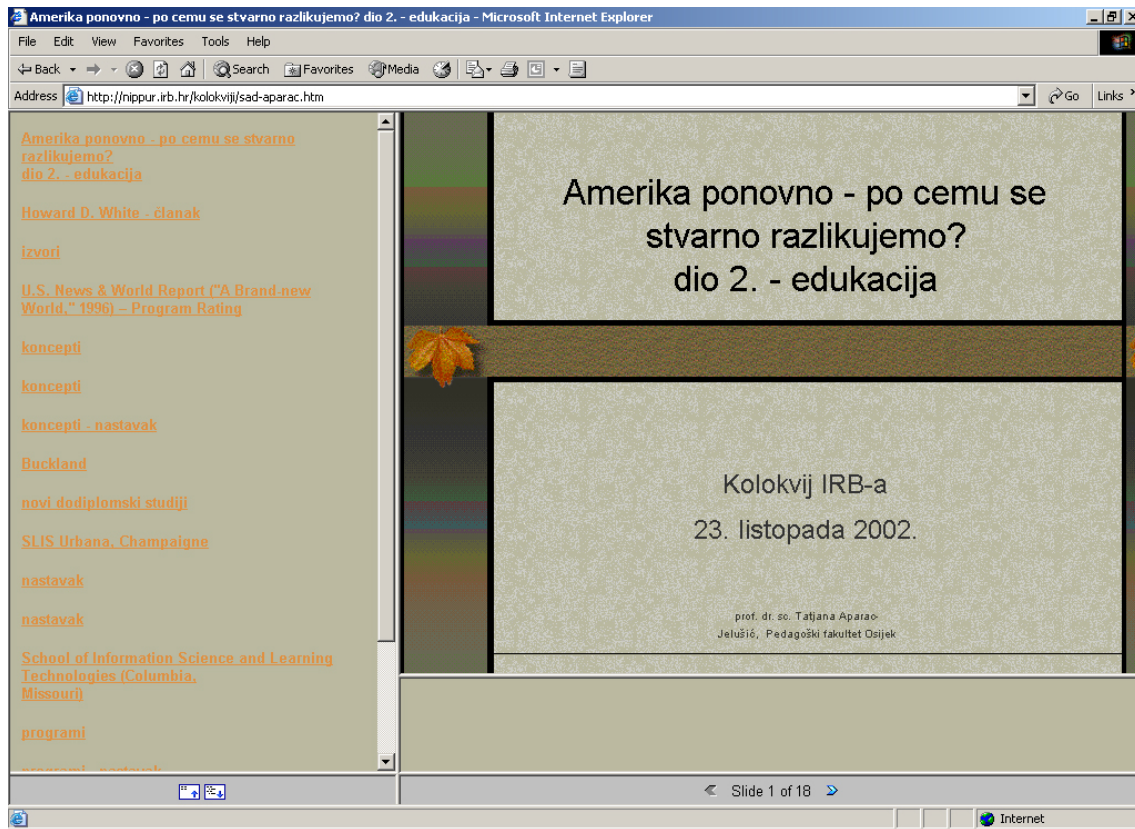 Amerika ponovno - po cemu se stvarno razlikujemo? dio 2. - edukacija - Microsoft Internet Explorer
File Edit View Favorites Tools Help
Back Search Favorites Media
Address http://nippur.irb.hr/kolokviji/sad-aparac.htm Go Links
Amerika ponovno - po cemu se stvarno
razlikujemo?
dio 2. - edukacija
Howard D. White - članak
izvori
U.S. News & World Report ("A Brand-new
World," 1996) – Program Rating
koncepti
koncepti
koncepti - nastavak
Buckland
novi dodiplomski studiji
SLIS Urbana, Champaigne
nastavak
nastavak
School of Information Science and Learning
Technologies (Columbia,
Missouri)
programi
programi - nastavak
Amerika ponovno - po cemu se
stvarno razlikujemo?
dio 2. - edukacija
Kolokvij IRB-a
23. listopada 2002.
prof. dr. sc. Tatjana Aparac-
Jelušić, Pedagoški fakultet Osijek
Slide 1 of 18
Internet